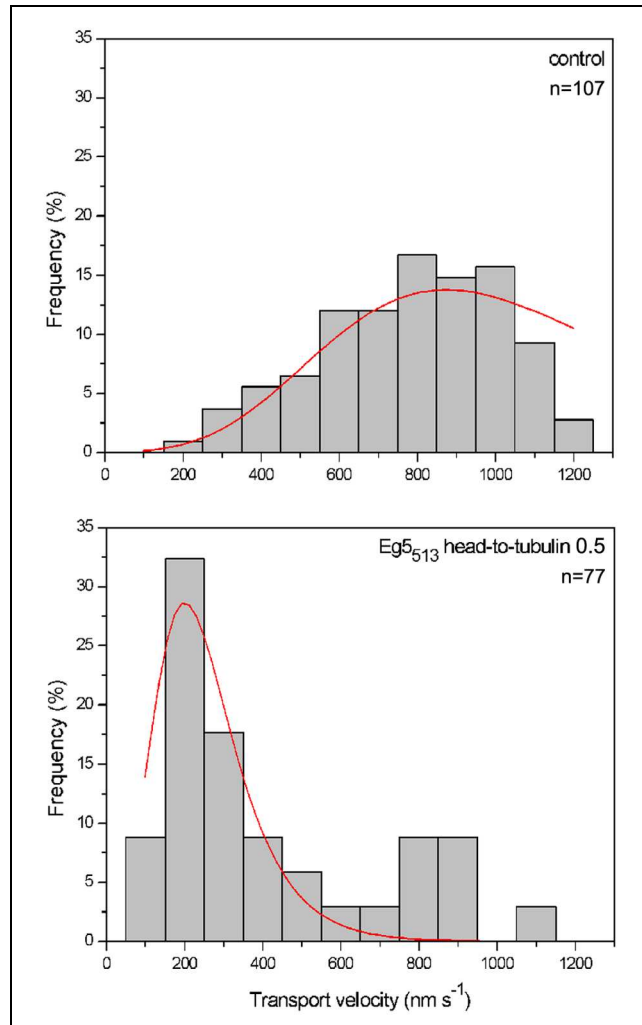 35
30
25
20
15
10
5
0
Frequency (%)
control
n=107
0 200 400 600 800 1000 1200
35
30
25
20
15
10
5
0
Frequency (%)
Eg5₅₁₃ head-to-tubulin 0.5
n=77
0 200 400 600 800 1000 1200
Transport velocity (nm s⁻¹)